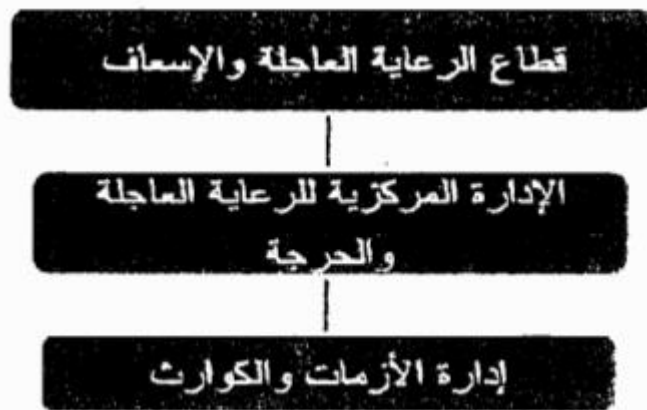 قطاع الرعاية العاجلة والإسعاف
الإدارة المركزية للرعاية العاجلة
والحرجة
إدارة الأزمات والكوارث